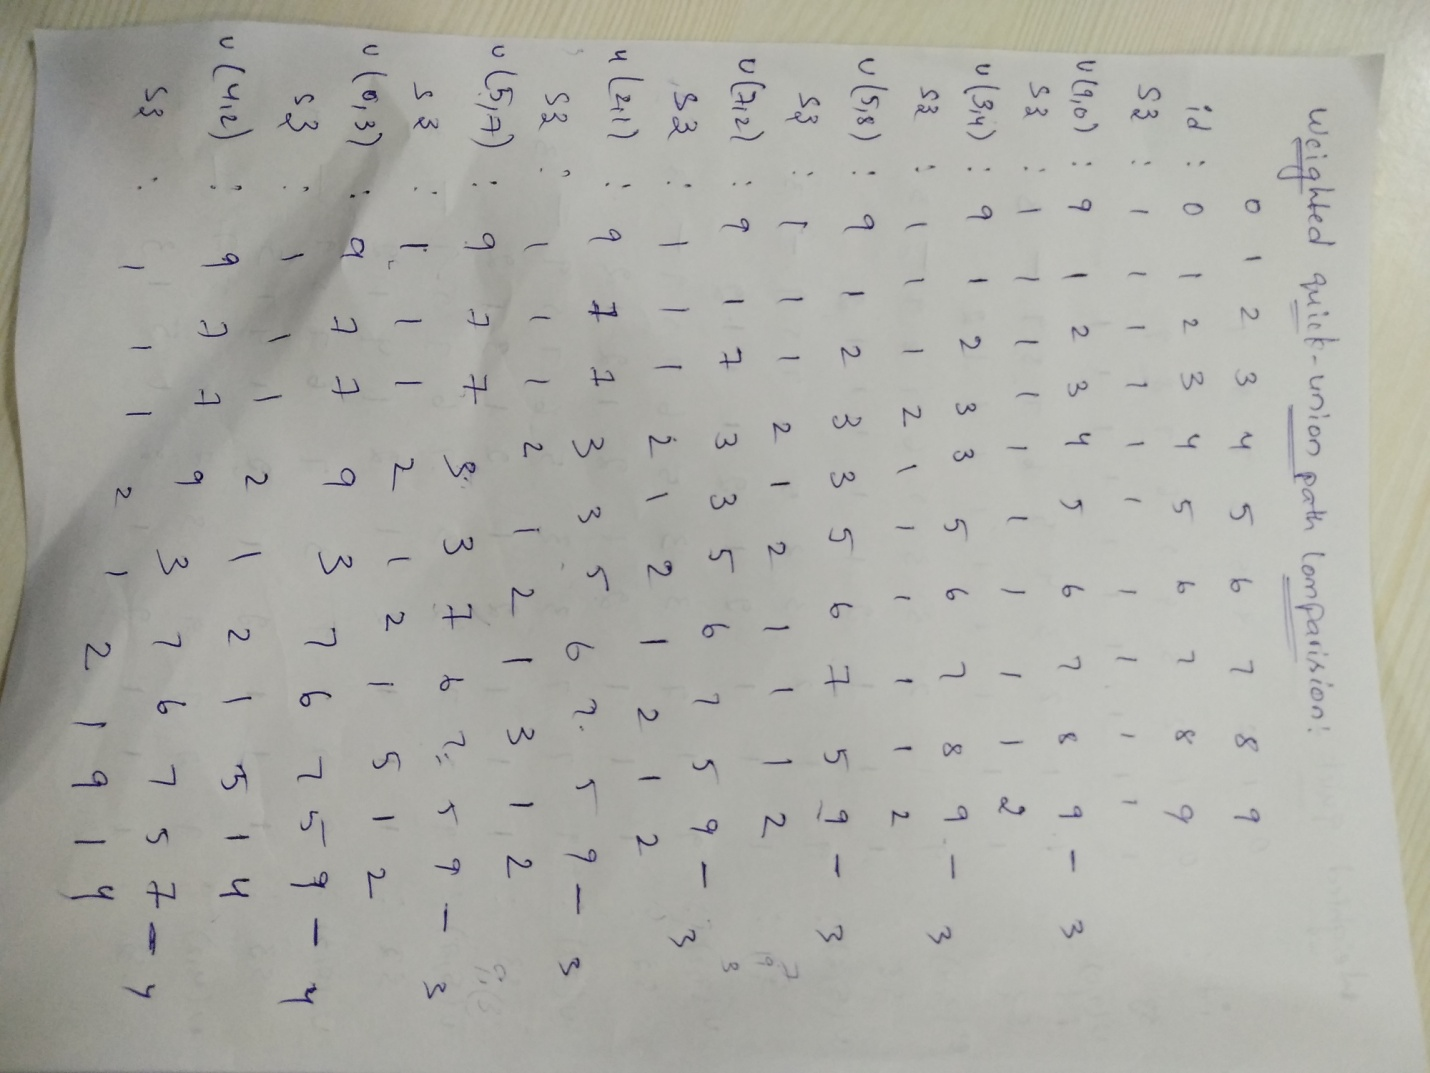 Weighted quick-union path Comparision:
0 1 2 3 4 5 6 7 8 9
id : 0 1 2 3 4 5 6 7 8 9
sz : 1 1 1 1 1 1 1 1 1 1
U(9,0) : 9 1 2 3 4 5 6 7 8 9 – 3
sz : 1 1 1 1 1 1 1 1 1 2
U(3,4) : 9 1 2 3 3 5 6 7 8 9 – 3
sz : 1 1 1 2 1 1 1 1 1 2
U(5,8) : 9 1 2 3 3 5 6 7 5 9 – 3
sz : 1 1 1 2 1 2 1 1 1 2
U(7,2) : 9 1 7 3 3 5 6 7 5 9 – 3
sz : 1 1 1 2 1 2 1 2 1 2
U(2,1) : 9 7 7 3 3 5 6 7 5 9 – 3
sz : 1 1 1 2 1 2 1 3 1 2
U(5,7) : 9 7 7 3 3 7 6 7 5 9 – 3
sz : 1 1 1 2 1 2 1 5 1 2
U(0,3) : 9 7 7 9 3 7 6 7 5 9 – 4
sz : 1 1 1 2 1 2 1 5 1 4
U(4,2) : 9 7 7 9 3 7 6 7 5 7 – 4
sz : 1 1 1 2 1 2 1 9 1 4